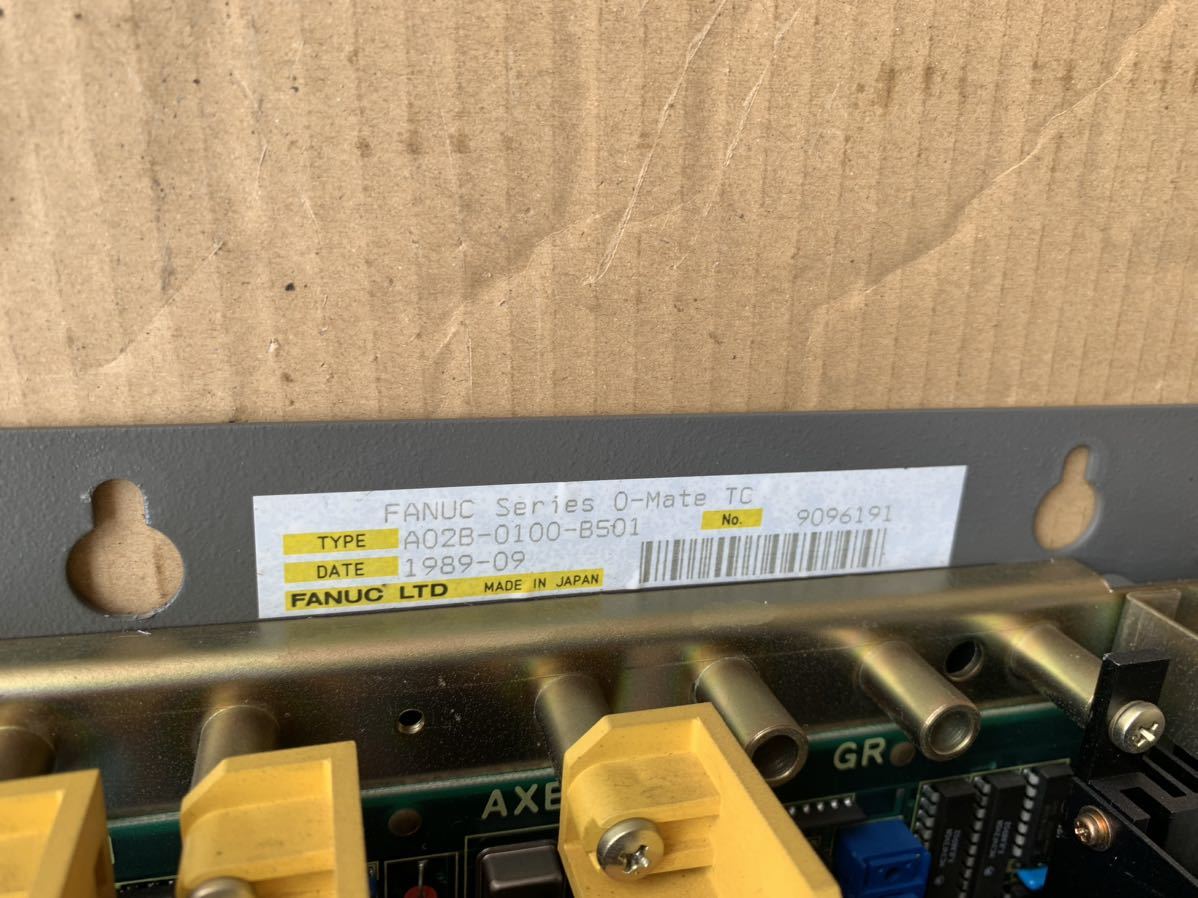 FANUC Series 0-Mate TC
TYPE A02B-0100-B501 No. 9096191
DATE 1989-09
FANUC LTD MADE IN JAPAN
AXE
GR